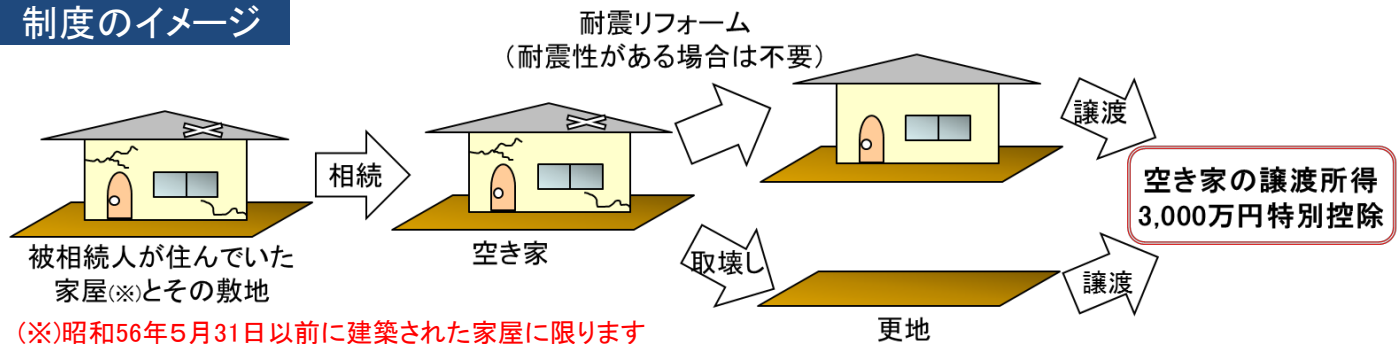 制度のイメージ
耐震リフォーム
（耐震性がある場合は不要）
相続
譲渡
空き家の譲渡所得
3,000万円特別控除
被相続人が住んでいた
家屋(※)とその敷地
空き家
取壊し
譲渡
更地
(※)昭和56年５月31日以前に建築された家屋に限ります